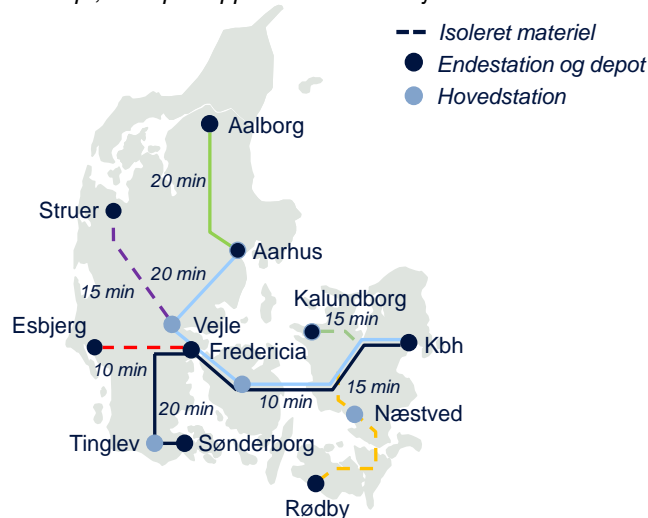 Isoleret materiel
Endestation og depot
Hovedstation
Aalborg
20 min
Struer
Aarhus
20 min
15 min
Kalundborg
15 min
Esbjerg
Vejle
Fredericia
Kbh
10 min
15 min
10 min
20 min
Næstved
Tinglev
Sønderborg
Rødby